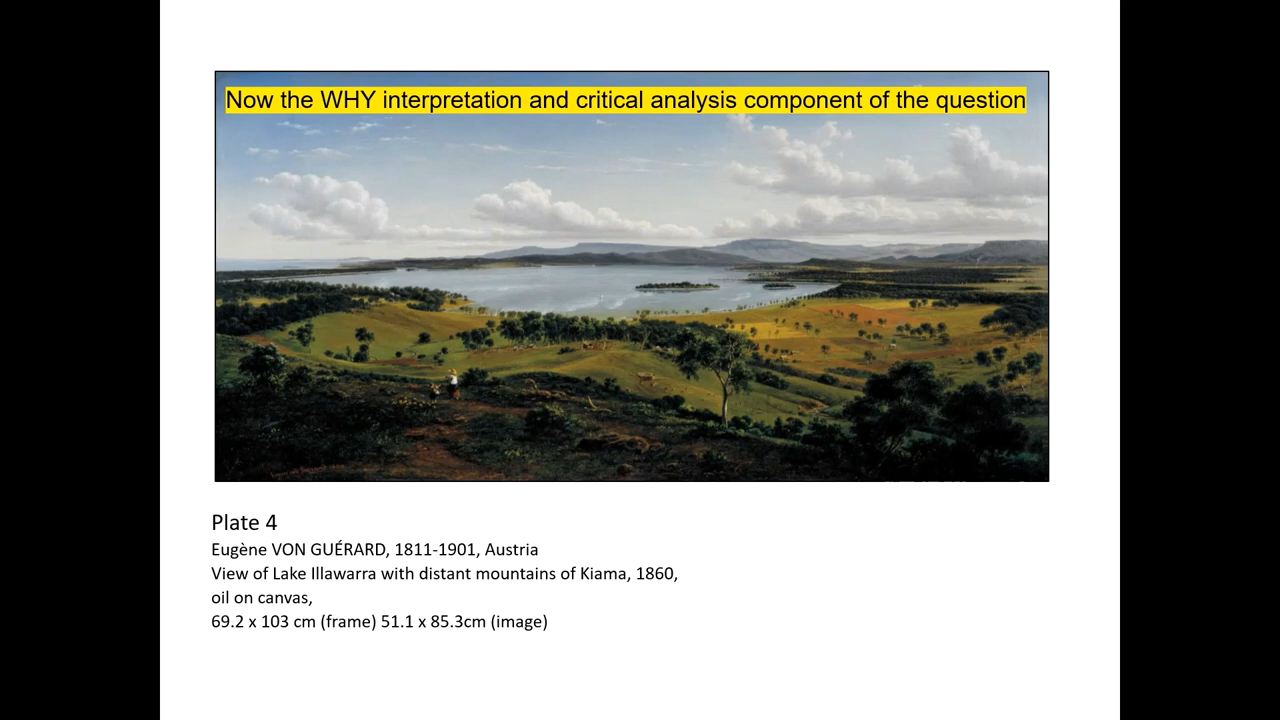 Now the WHY interpretation and critical analysis component of the question
Plate 4
Eugène VON GUÉRARD, 1811-1901, Austria
View of Lake Illawarra with distant mountains of Kiama, 1860,
oil on canvas,
69.2 x 103 cm (frame) 51.1 x 85.3cm (image)